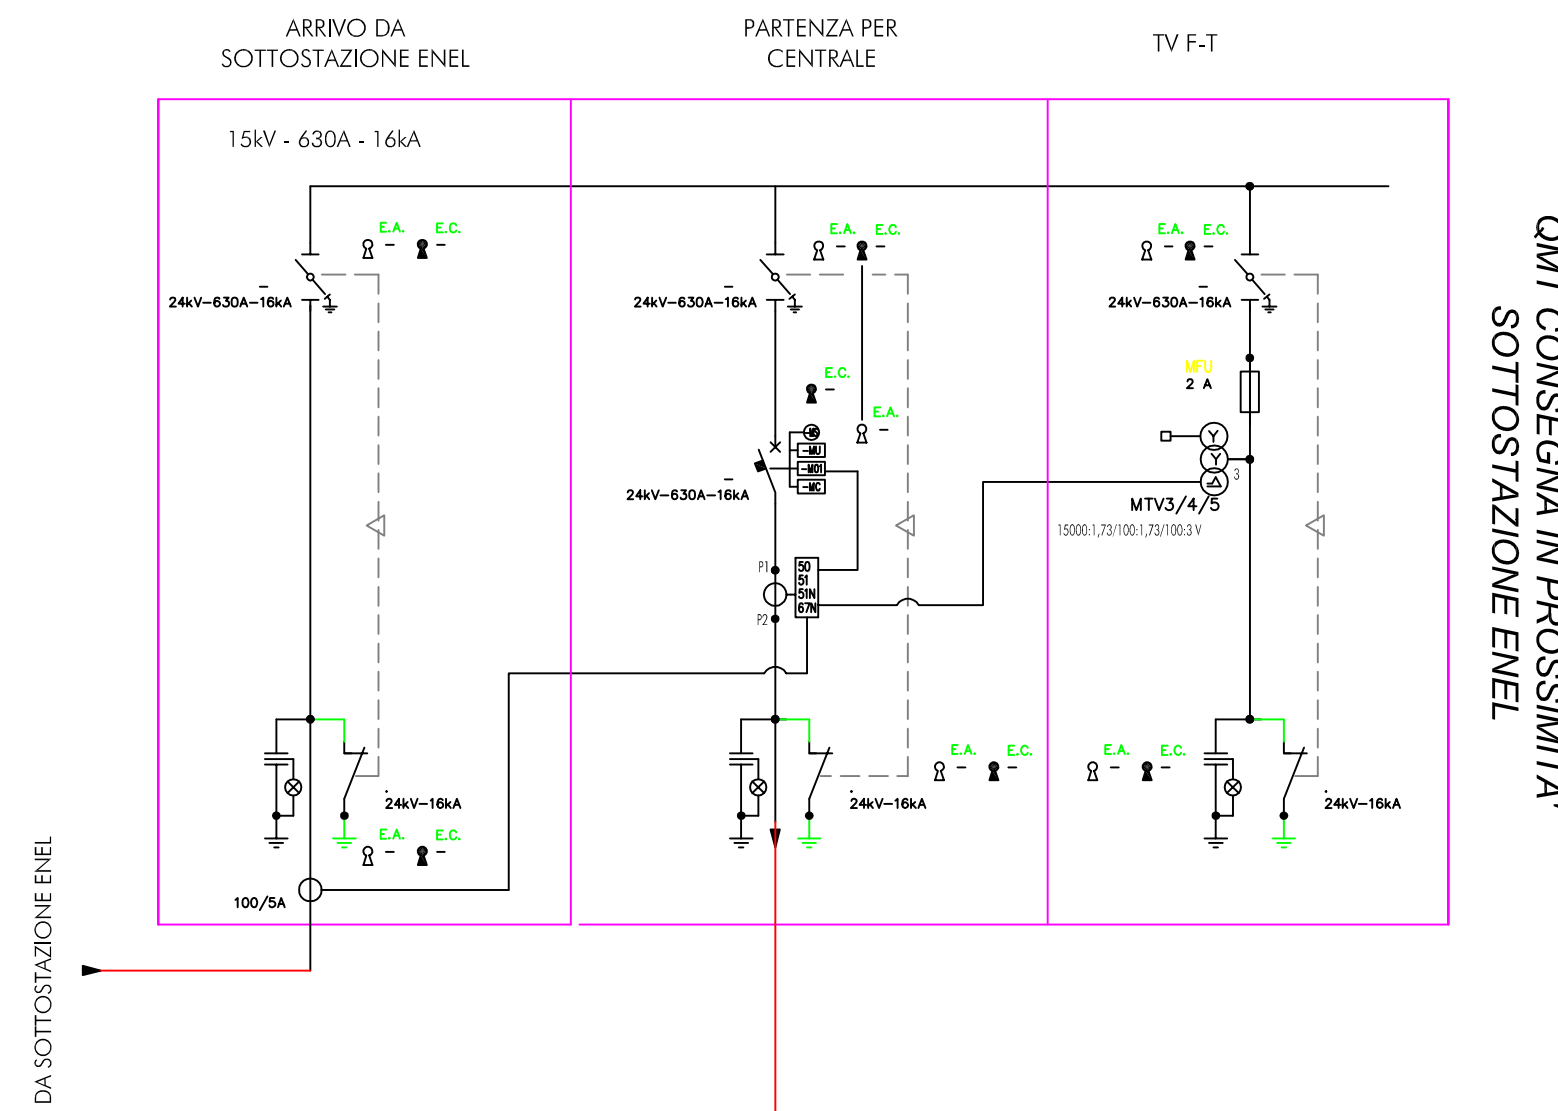 ARRIVO DA
SOTTOSTAZIONE ENEL
PARTENZA PER
CENTRALE
TV F-T
15kV - 630A - 16kA
E.A. E.C.
–
24kV–630A–16kA
E.A. E.C.
–
24kV–630A–16kA
E.A. E.C.
–
24kV–630A–16kA
MFU
2 A
E.C.
E.A.
–MU
–MO1
–MC
–
24kV–630A–16kA
Y
Y
3
MTV3/4/5
15000:1,73/100:1,73/100:3 V
P1
P2
50
51
51N
67N
24kV–16kA
E.A. E.C.
100/5A
E.A. E.C.
24kV–16kA
E.A. E.C.
24kV–16kA
DA SOTTOSTAZIONE ENEL
QMT CONSEGNA IN PROSSIMITA'
SOTTOSTAZIONE ENEL